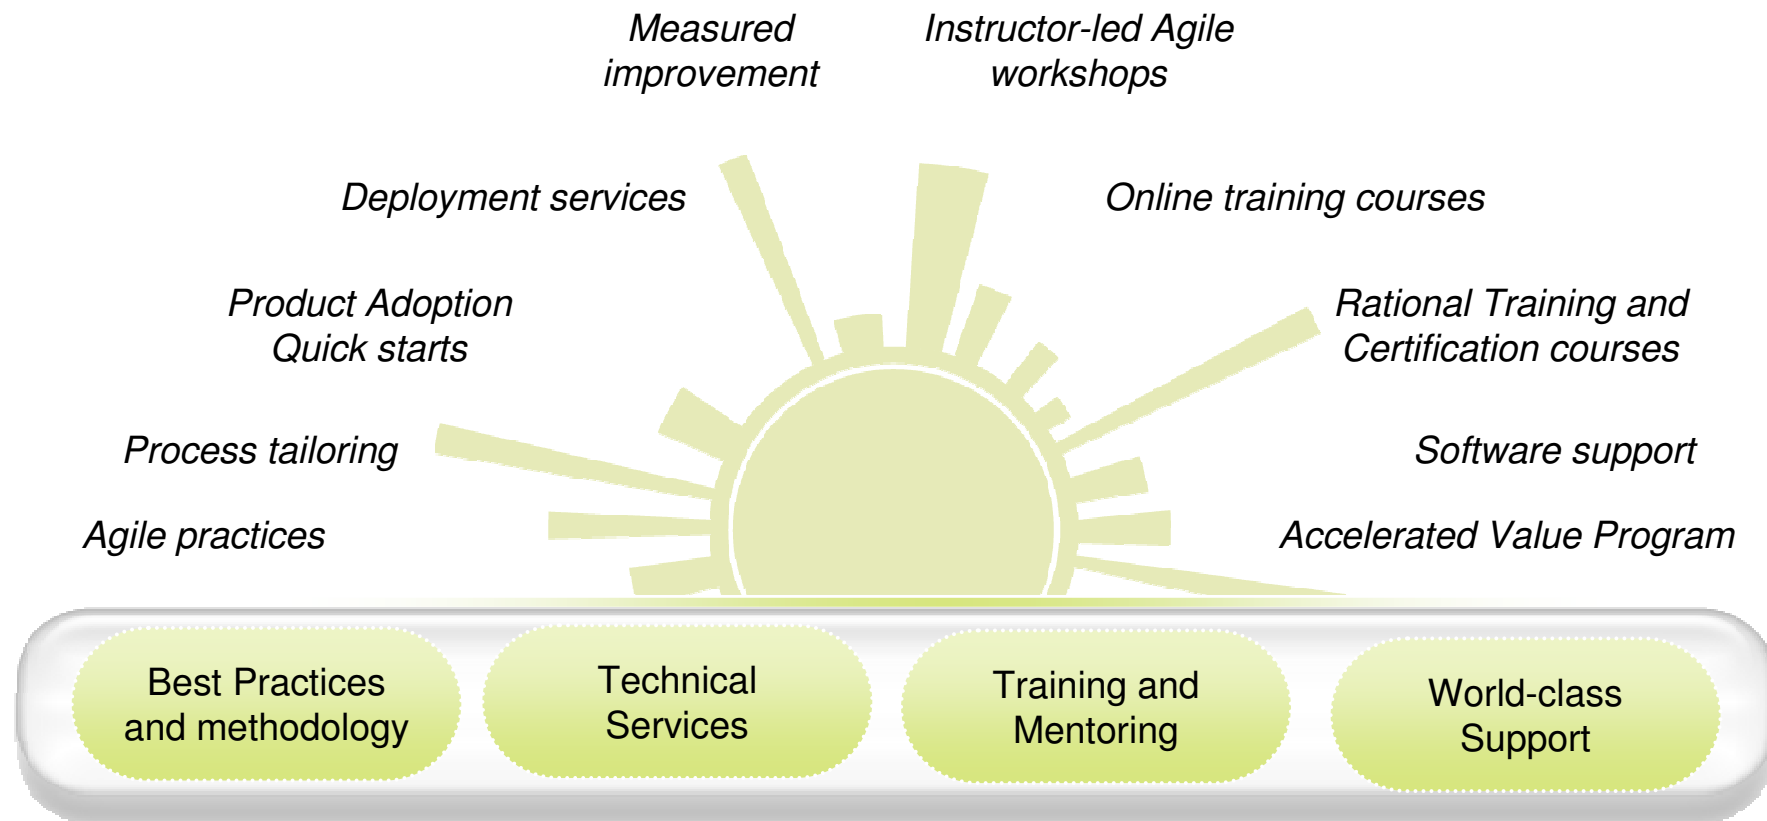 Measured
improvement
Instructor-led Agile
workshops
Deployment services
Online training courses
Product Adoption
Quick starts
Rational Training and
Certification courses
Process tailoring
Software support
Agile practices
Accelerated Value Program
Best Practices
and methodology
Technical
Services
Training and
Mentoring
World-class
Support